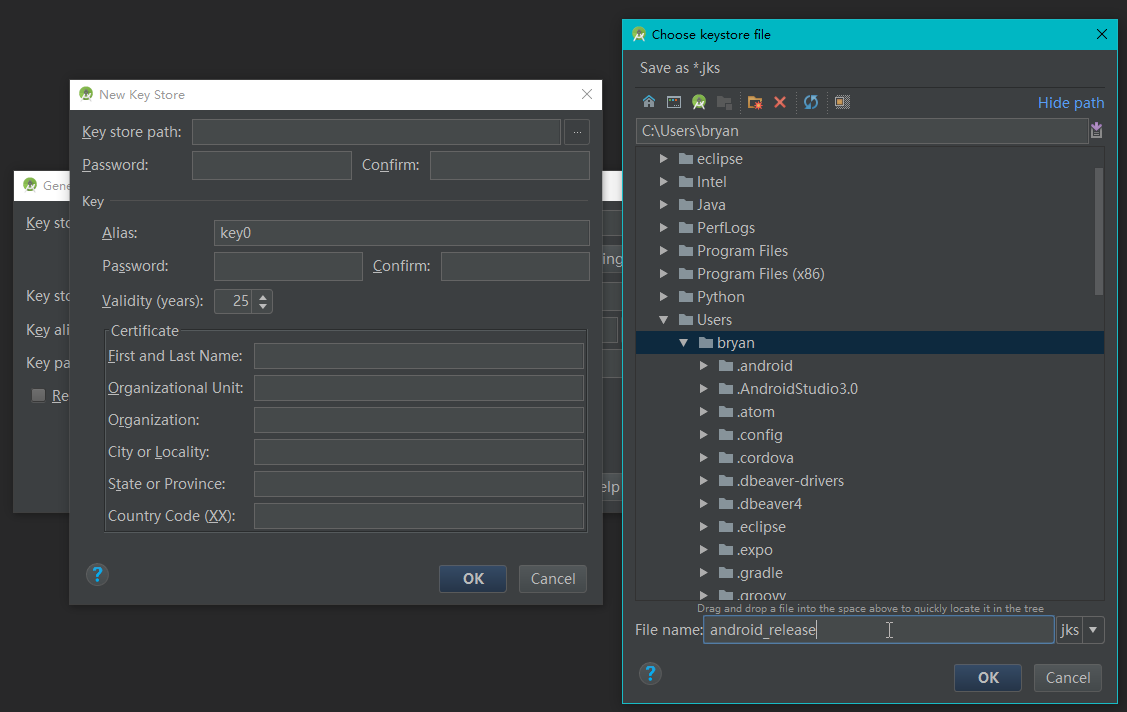 New Key Store
Key store path:
...
Password:
Confirm:
Key
Alias:
key0
Password:
Confirm:
Validity (years):
25
Certificate
First and Last Name:
Organizational Unit:
Organization:
City or Locality:
State or Province:
Country Code (XX):
?
OK
Cancel
Gene
Key sto
Key sto
Key ali
Key pa
Re
ing
elp
Choose keystore file
Save as *.jks
Hide path
C:\Users\bryan
eclipse
Intel
Java
PerfLogs
Program Files
Program Files (x86)
Python
Users
bryan
.android
.AndroidStudio3.0
.atom
.config
.cordova
.dbeaver-drivers
.dbeaver4
.eclipse
.expo
.gradle
.groovy
Drag and drop a file into the space above to quickly locate it in the tree
File name:
android_release
jks
?
OK
Cancel